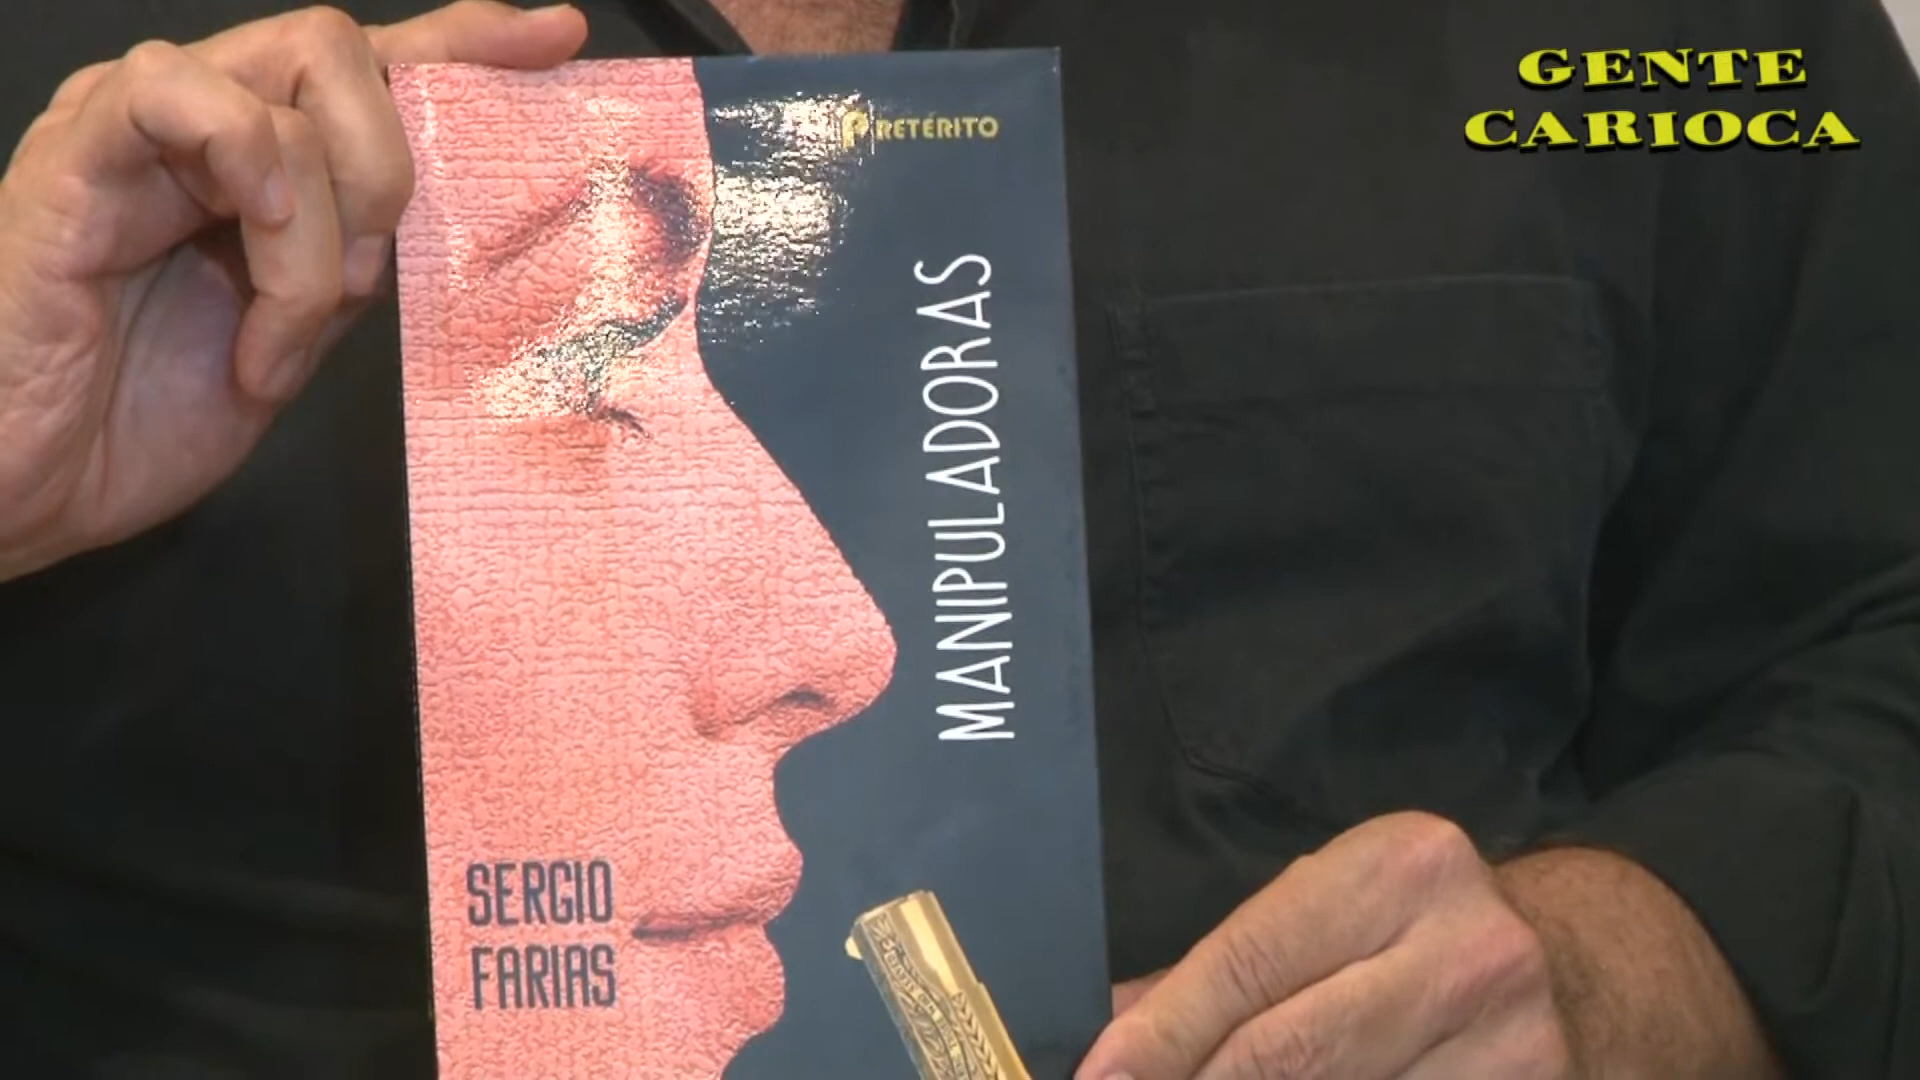 GENTE
CARIOCA
PRETÉRITO
MANIPULADORAS
SERGIO
FARIAS